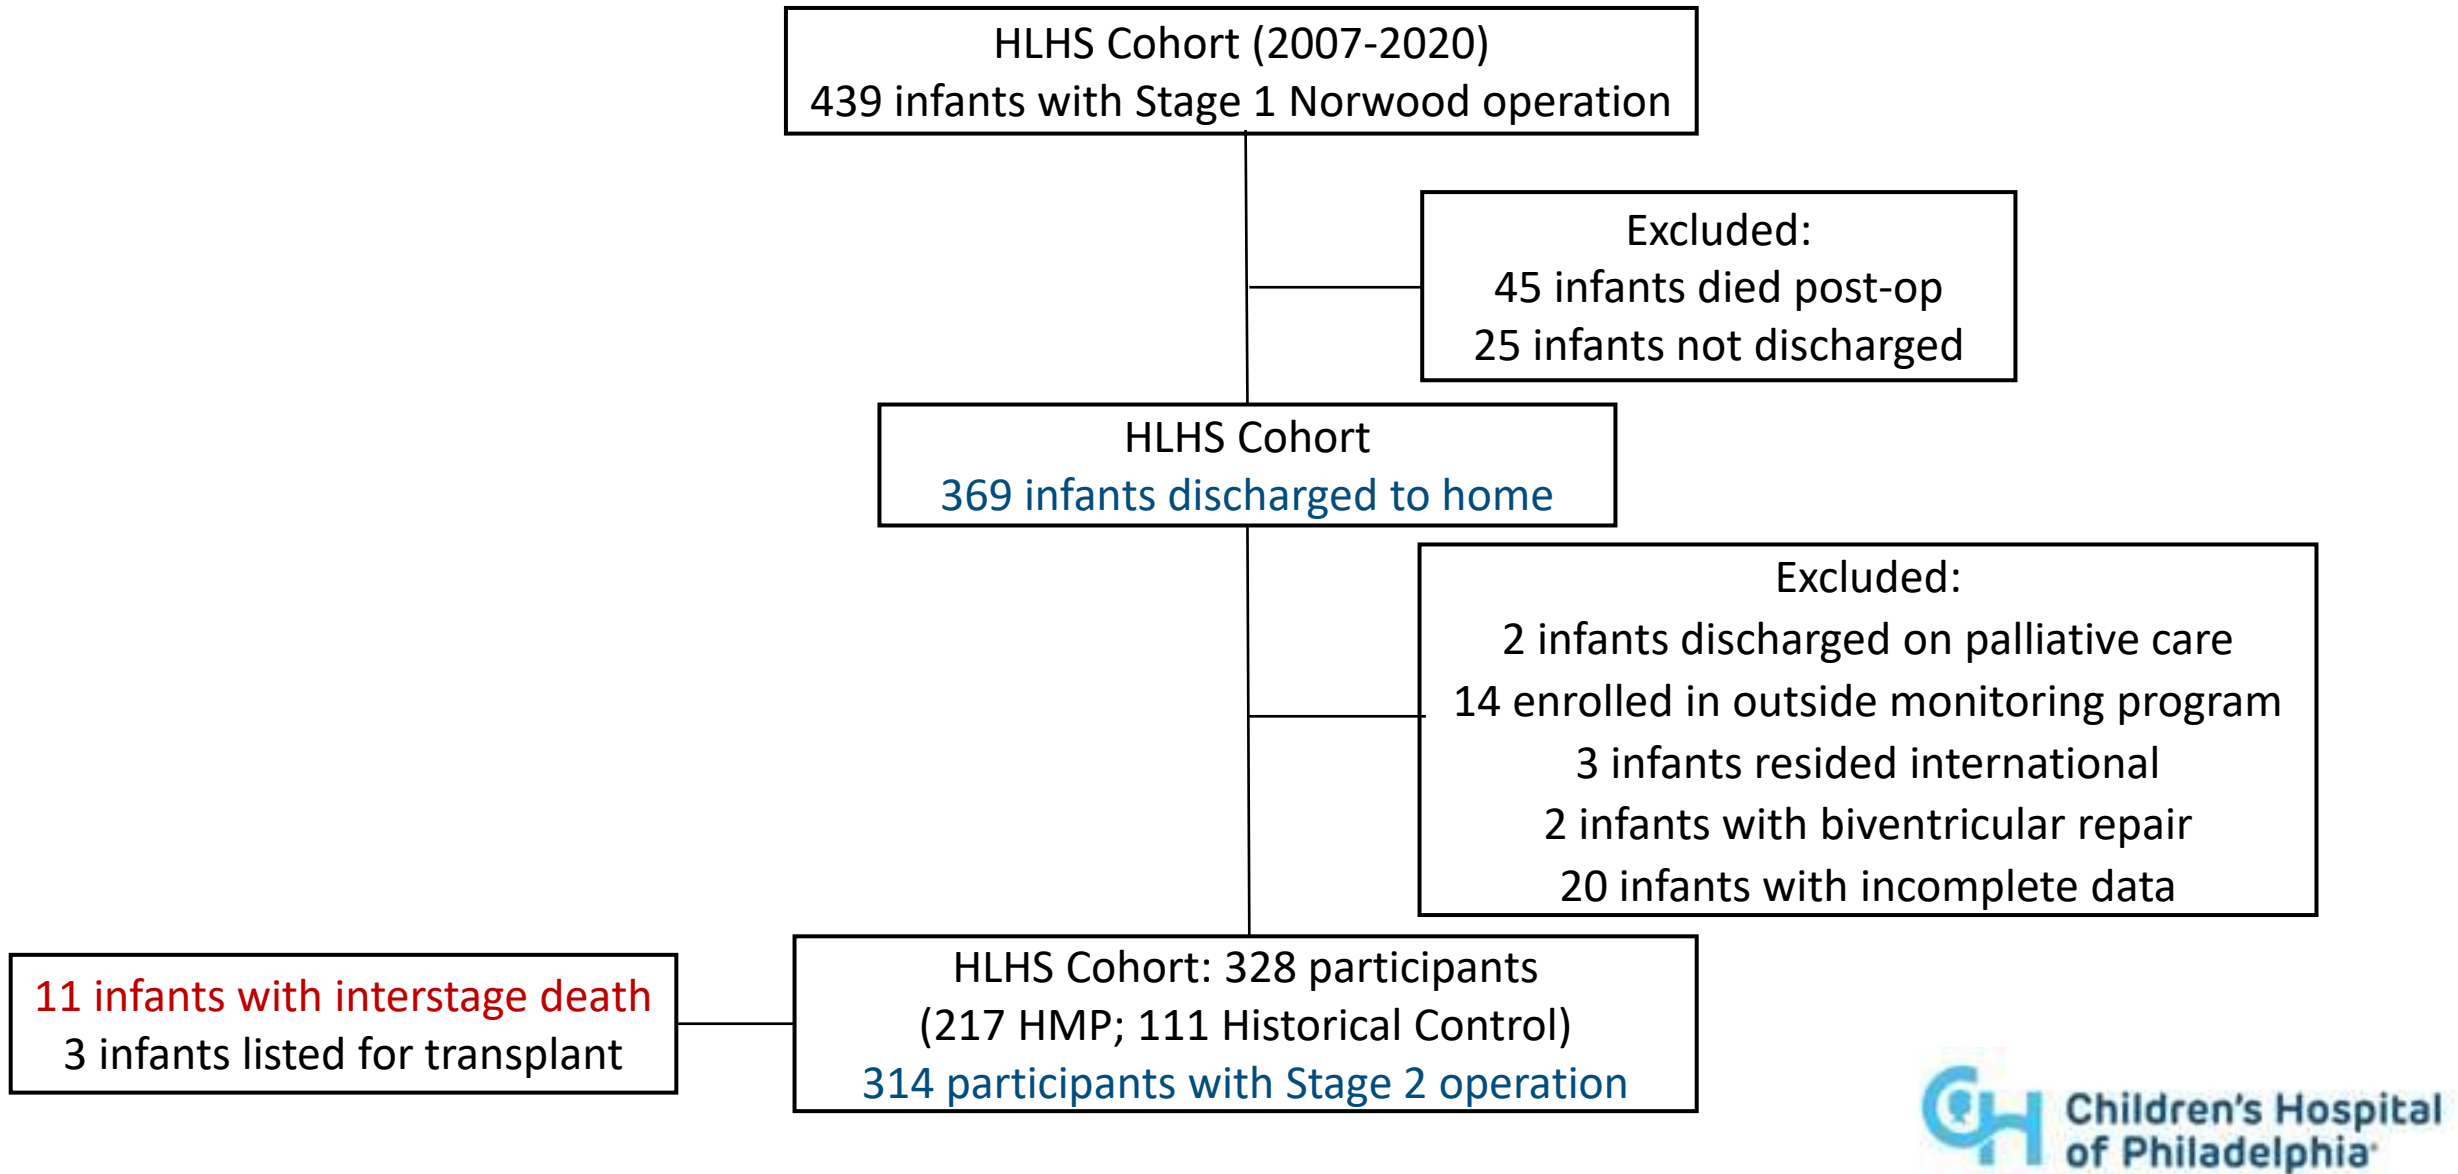 HLHS Cohort (2007-2020)
439 infants with Stage 1 Norwood operation
Excluded:
45 infants died post-op
25 infants not discharged
HLHS Cohort
369 infants discharged to home
Excluded:
2 infants discharged on palliative care
14 enrolled in outside monitoring program
3 infants resided international
2 infants with biventricular repair
20 infants with incomplete data
11 infants with interstage death
3 infants listed for transplant
HLHS Cohort: 328 participants
(217 HMP; 111 Historical Control)
314 participants with Stage 2 operation
Children's Hospital
of Philadelphia